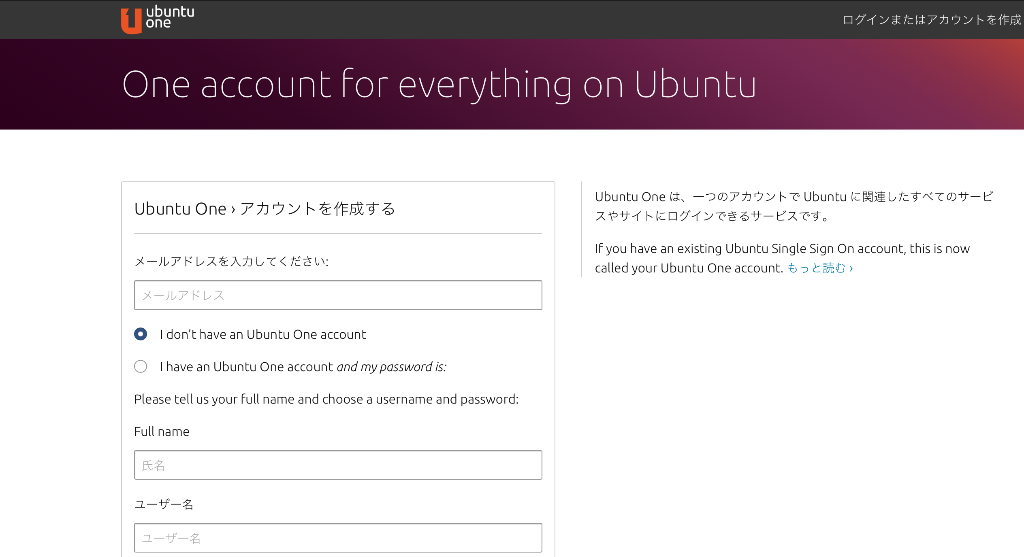 ubuntu
one
ログインまたはアカウントを作成
One account for everything on Ubuntu
Ubuntu One › アカウントを作成する
メールアドレスを入力してください:
メールアドレス
I don't have an Ubuntu One account
I have an Ubuntu One account and my password is:
Please tell us your full name and choose a username and password:
Full name
氏名
ユーザー名
ユーザー名
Ubuntu One は、一つのアカウントで Ubuntu に関連したすべてのサービ
スやサイトにログインできるサービスです。
If you have an existing Ubuntu Single Sign On account, this is now
called your Ubuntu One account. もっと読む ›